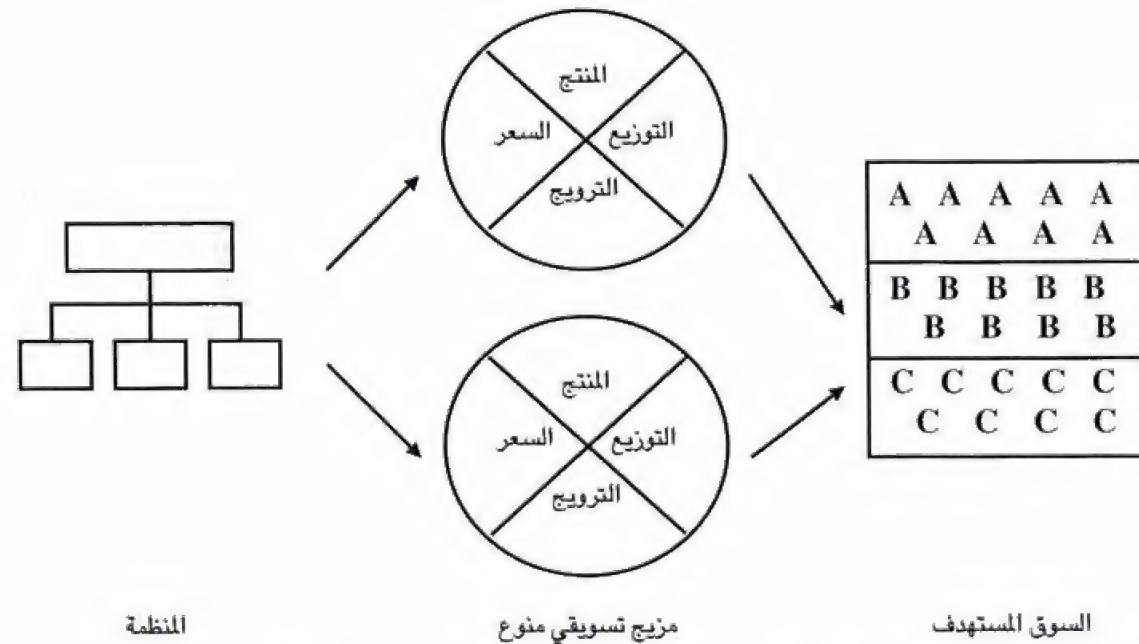 المنتج
التوزيع السعر
الترويج
المنتج
التوزيع السعر
الترويج
A A A A A
A A A A
B B B B B
B B B B
C C C C C
C C C C
المنظمة
مزيج تسويقي منوع
السوق المستهدف